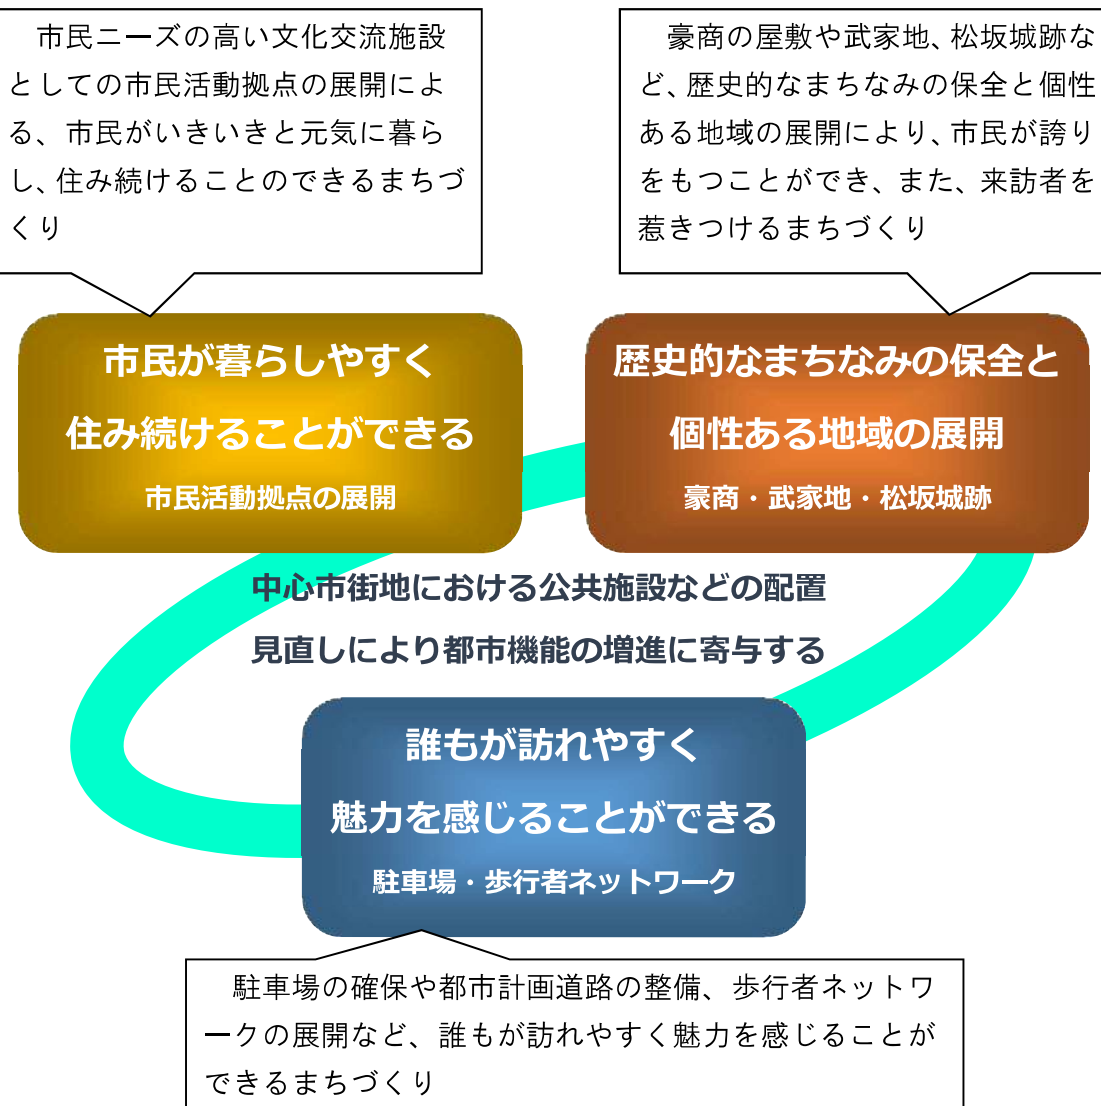 市民ニーズの高い文化交流施設
としての市民活動拠点の展開によ
る、市民がいきいきと元気に暮ら
し、住み続けることのできるまちづ
くり
豪商の屋敷や武家地、松坂城跡な
ど、歴史的なまちなみの保全と個性
ある地域の展開により、市民が誇り
をもつことができ、また、来訪者を
惹きつけるまちづくり
市民が暮らしやすく
住み続けることができる
市民活動拠点の展開
歴史的なまちなみの保全と
個性ある地域の展開
豪商・武家地・松坂城跡
中心市街地における公共施設などの配置
見直しにより都市機能の増進に寄与する
誰もが訪れやすく
魅力を感じることができる
駐車場・歩行者ネットワーク
駐車場の確保や都市計画道路の整備、歩行者ネットワ
ークの展開など、誰もが訪れやすく魅力を感じることが
できるまちづくり